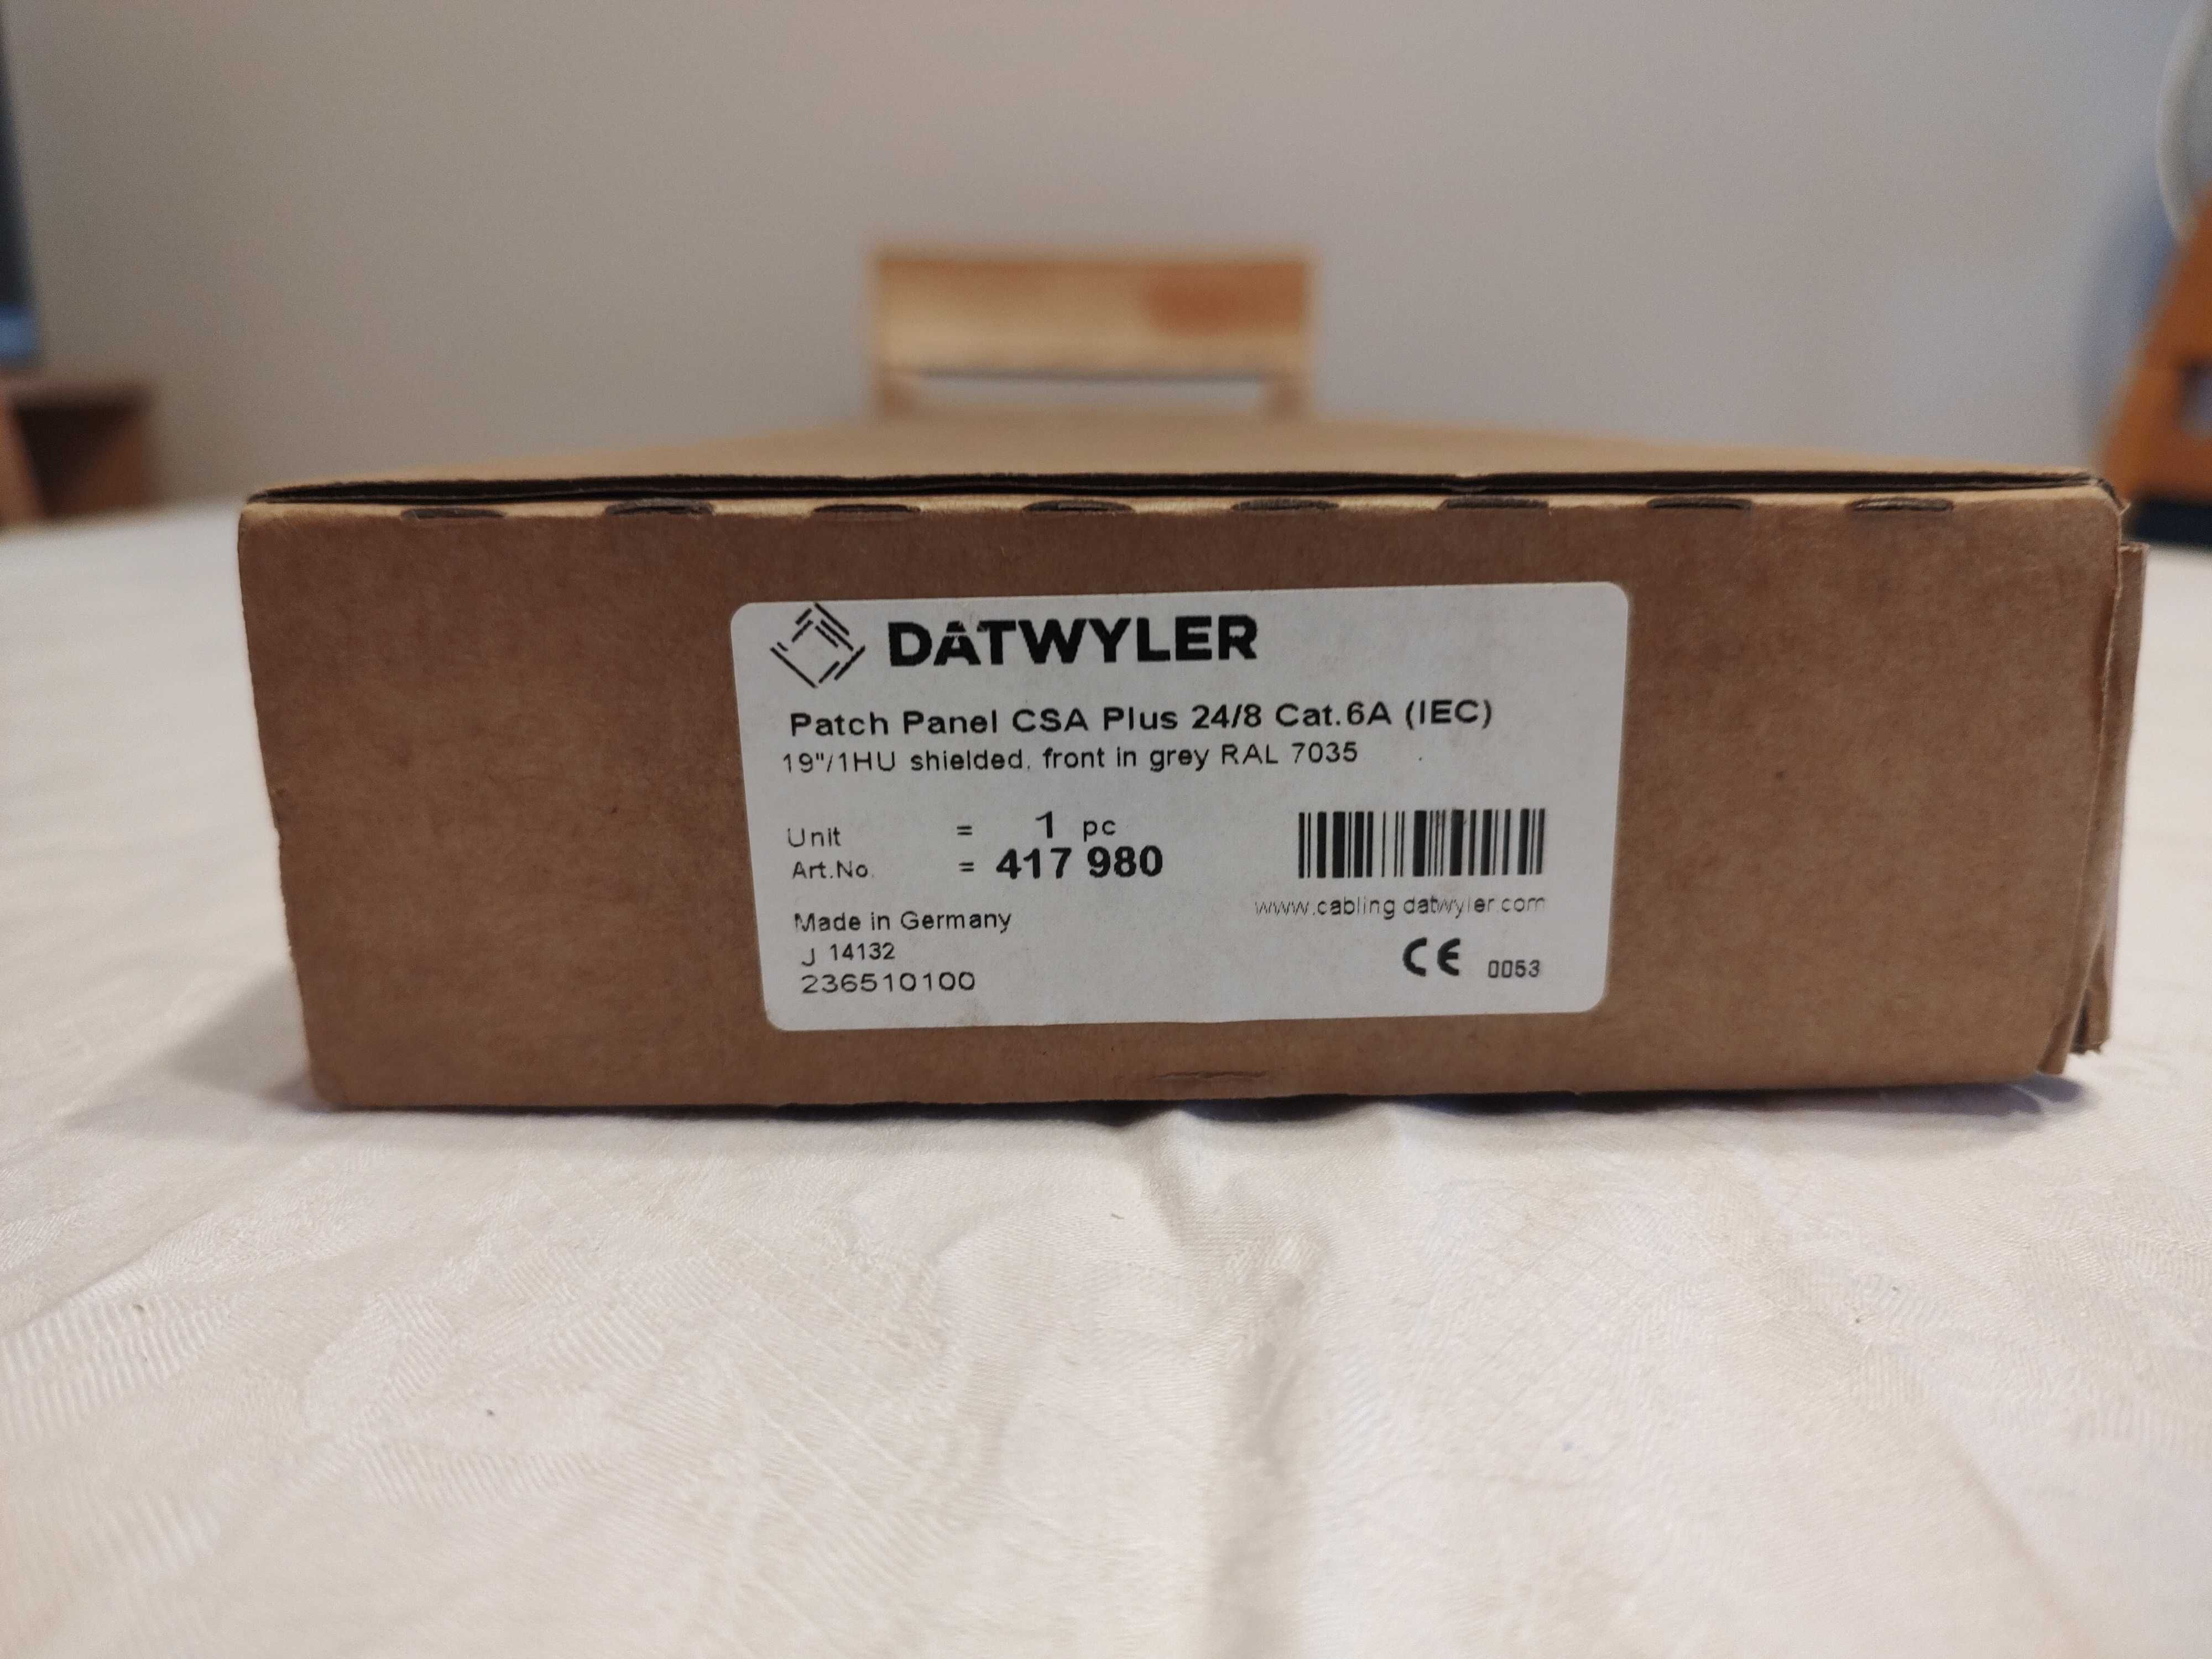 DATWYLER
Patch Panel CSA Plus 24/8 Cat.6A (IEC)
19"/1HU shielded, front in grey RAL 7035
Unit = 1 pc
Art.No. = 417 980
www.cabling.datwyler.com
Made in Germany
J 14132
236510100
CE 0053